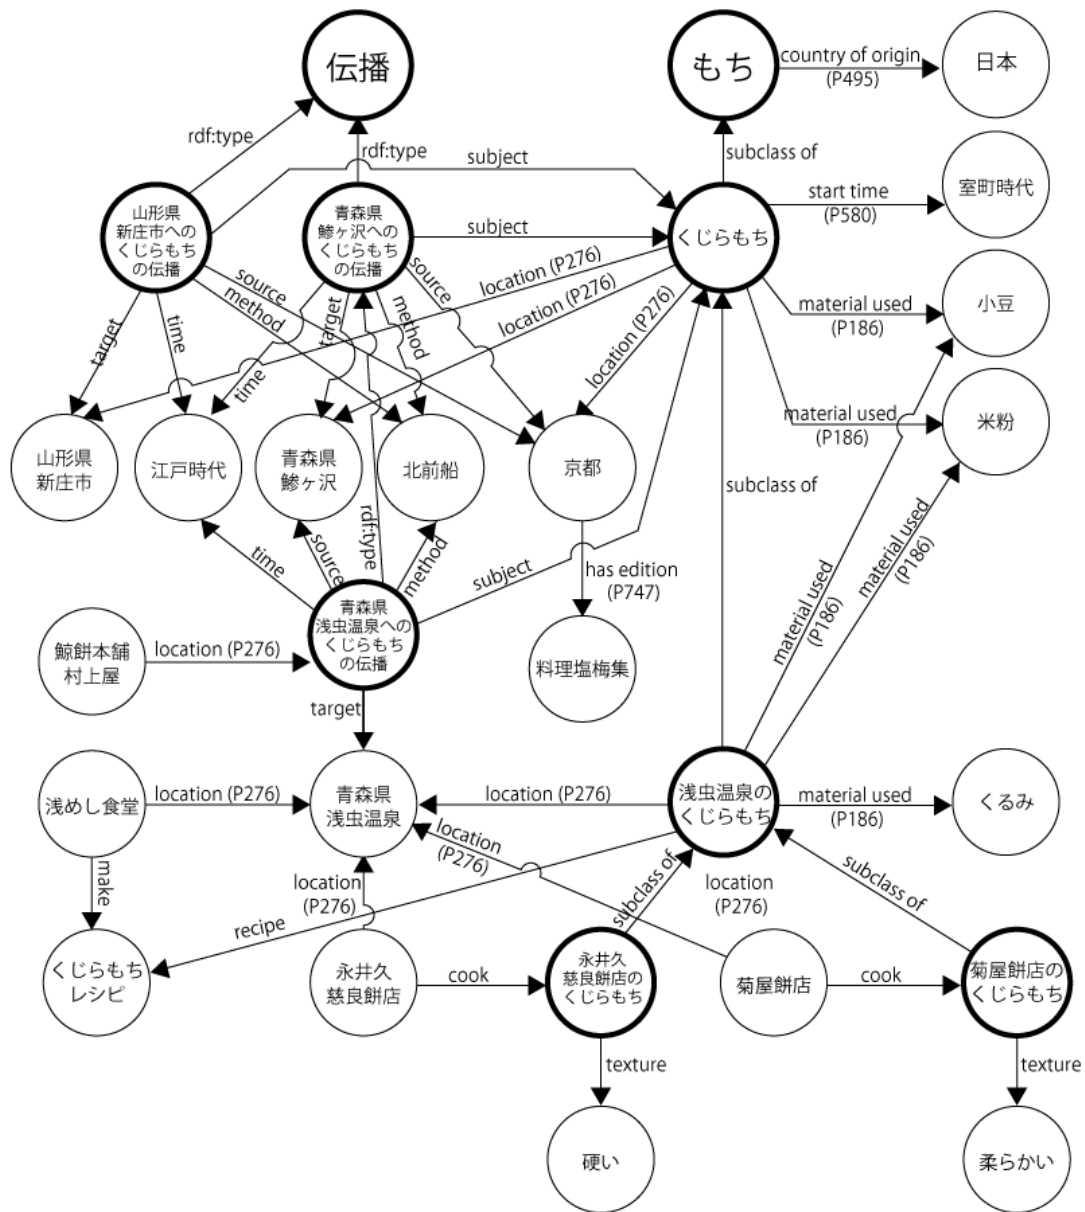 伝播
もち
country of origin
(P495)
日本
rdf:type
rdf:type
subject
subclass of
室町時代
start time
(P580)
山形県
新庄市への
くじらもち
の伝播
青森県
鰺ヶ沢への
くじらもち
の伝播
subject
くじらもち
source
method
source
method
target
time
target
time
location (P276)
location (P276)
location (P276)
material used
(P186)
小豆
material used
(P186)
米粉
山形県
新庄市
江戸時代
青森県
鰺ヶ沢
北前船
京都
subclass of
time
source
rdf:type
method
subject
has edition
(P747)
material used
(P186)
material used
(P186)
鯨餅本舗
村上屋
location (P276)
青森県
浅虫温泉への
くじらもち
の伝播
料理塩梅集
target
浅めし食堂
location (P276)
青森県
浅虫温泉
location (P276)
浅虫温泉の
くじらもち
material used
(P186)
くるみ
make
location
(P276)
location
(P276)
subclass of
location
(P276)
subclass of
recipe
くじらもち
レシピ
永井久
慈良餅店
cook
永井久
慈良餅店の
くじらもち
菊屋餅店
cook
菊屋餅店の
くじらもち
texture
texture
硬い
柔らかい